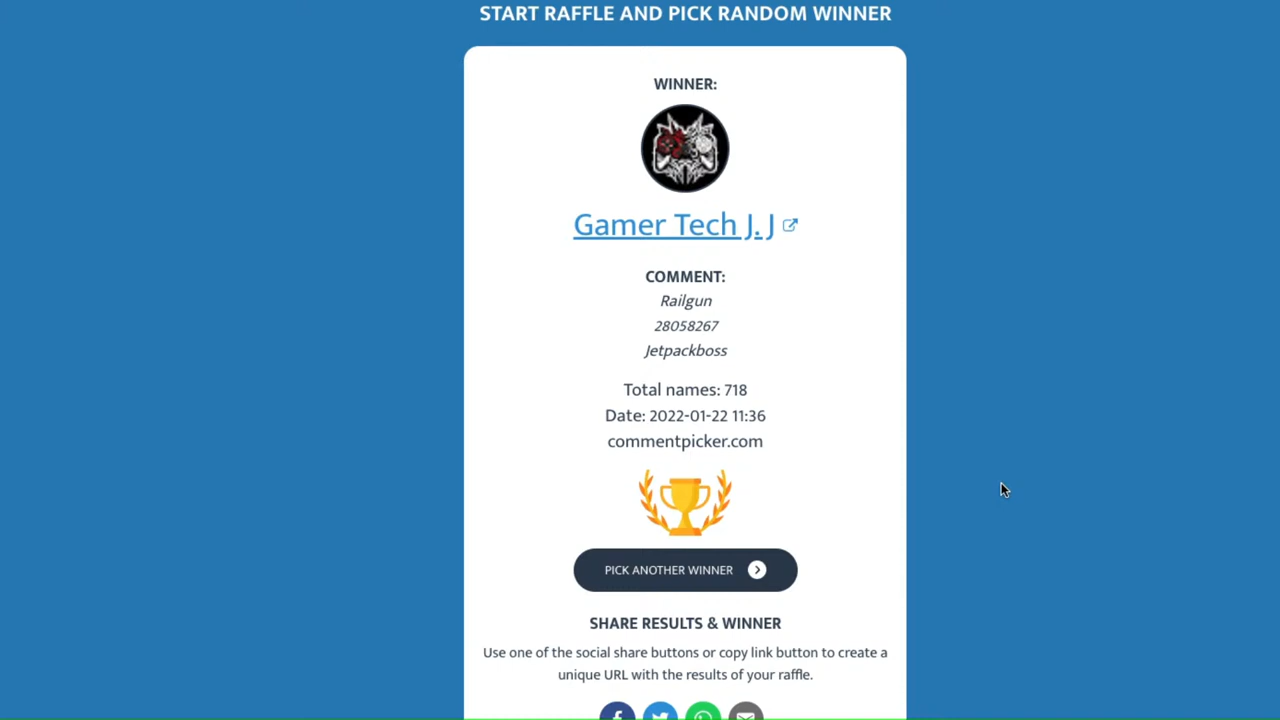 START RAFFLE AND PICK RANDOM WINNER
WINNER:
Gamer Tech J. J
COMMENT:
Railgun
28058267
Jetpackboss
Total names: 718
Date: 2022-01-22 11:36
commentpicker.com
PICK ANOTHER WINNER
SHARE RESULTS & WINNER
Use one of the social share buttons or copy link button to create a
unique URL with the results of your raffle.